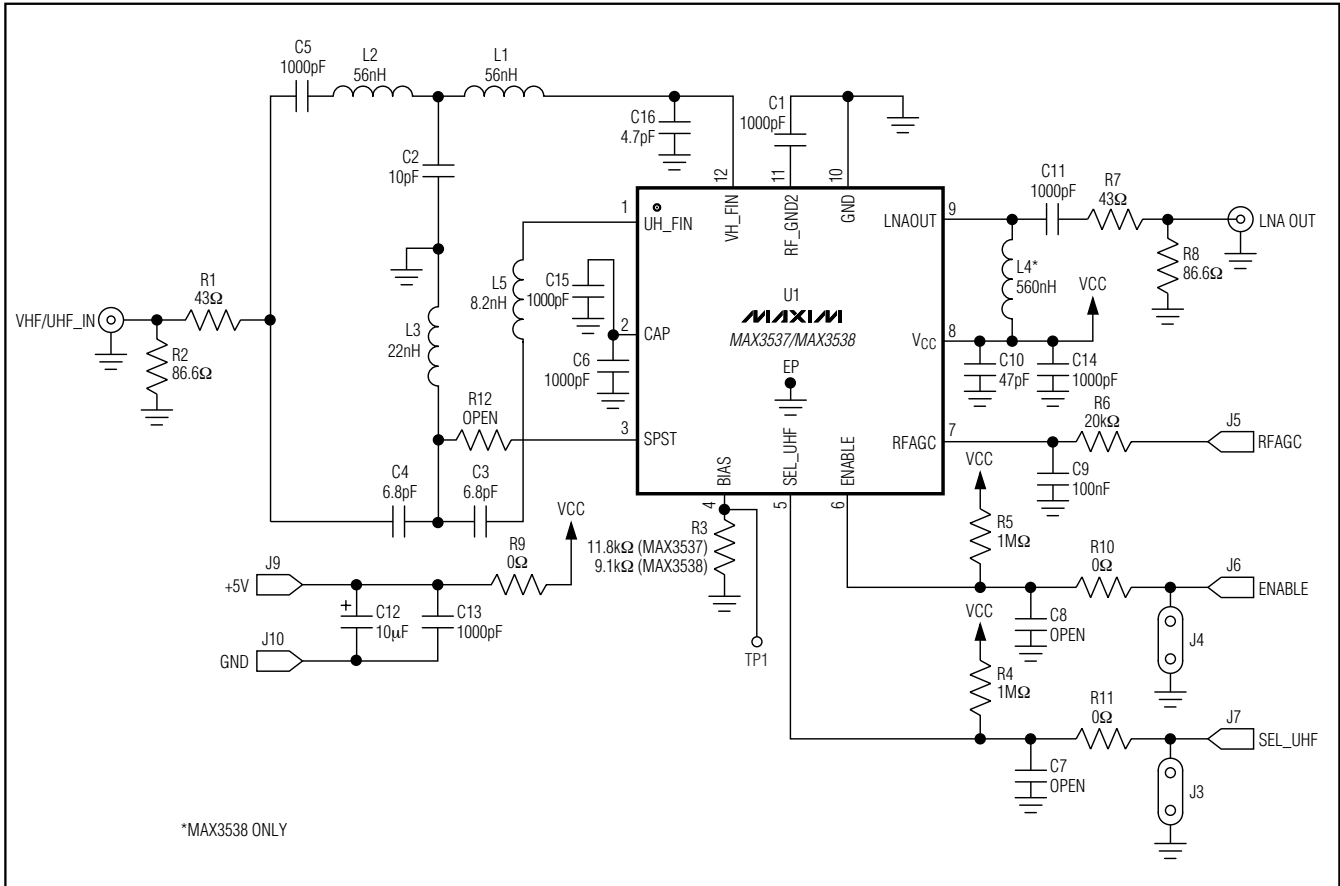 C5
1000pF
L2
56nH
L1
56nH
C16
4.7pF
C1
1000pF
C2
10pF
12
11
10
VH_FIN
RF_GND2
GND
1
UH_FIN
LNAOUT
9
C11
1000pF
R7
43Ω
LNA OUT
R8
86.6Ω
L4*
560nH
VCC
L5
8.2nH
C15
1000pF
2
CAP
U1
MAXIM
MAX3537/MAX3538
EP
VCC
8
C10
47pF
C14
1000pF
VHF/UHF_IN
R1
43Ω
R2
86.6Ω
L3
22nH
C6
1000pF
R12
OPEN
3
SPST
BIAS
SEL_UHF
ENABLE
RFAGC
7
R6
20kΩ
J5
RFAGC
C9
100nF
4
5
6
C4
6.8pF
C3
6.8pF
R3
11.8kΩ (MAX3537)
9.1kΩ (MAX3538)
TP1
VCC
R5
1MΩ
R10
0Ω
J6
ENABLE
C8
OPEN
J4
VCC
R9
0Ω
J9
+5V
+
C12
10μF
C13
1000pF
J10
GND
VCC
R4
1MΩ
R11
0Ω
J7
SEL_UHF
C7
OPEN
J3
*MAX3538 ONLY